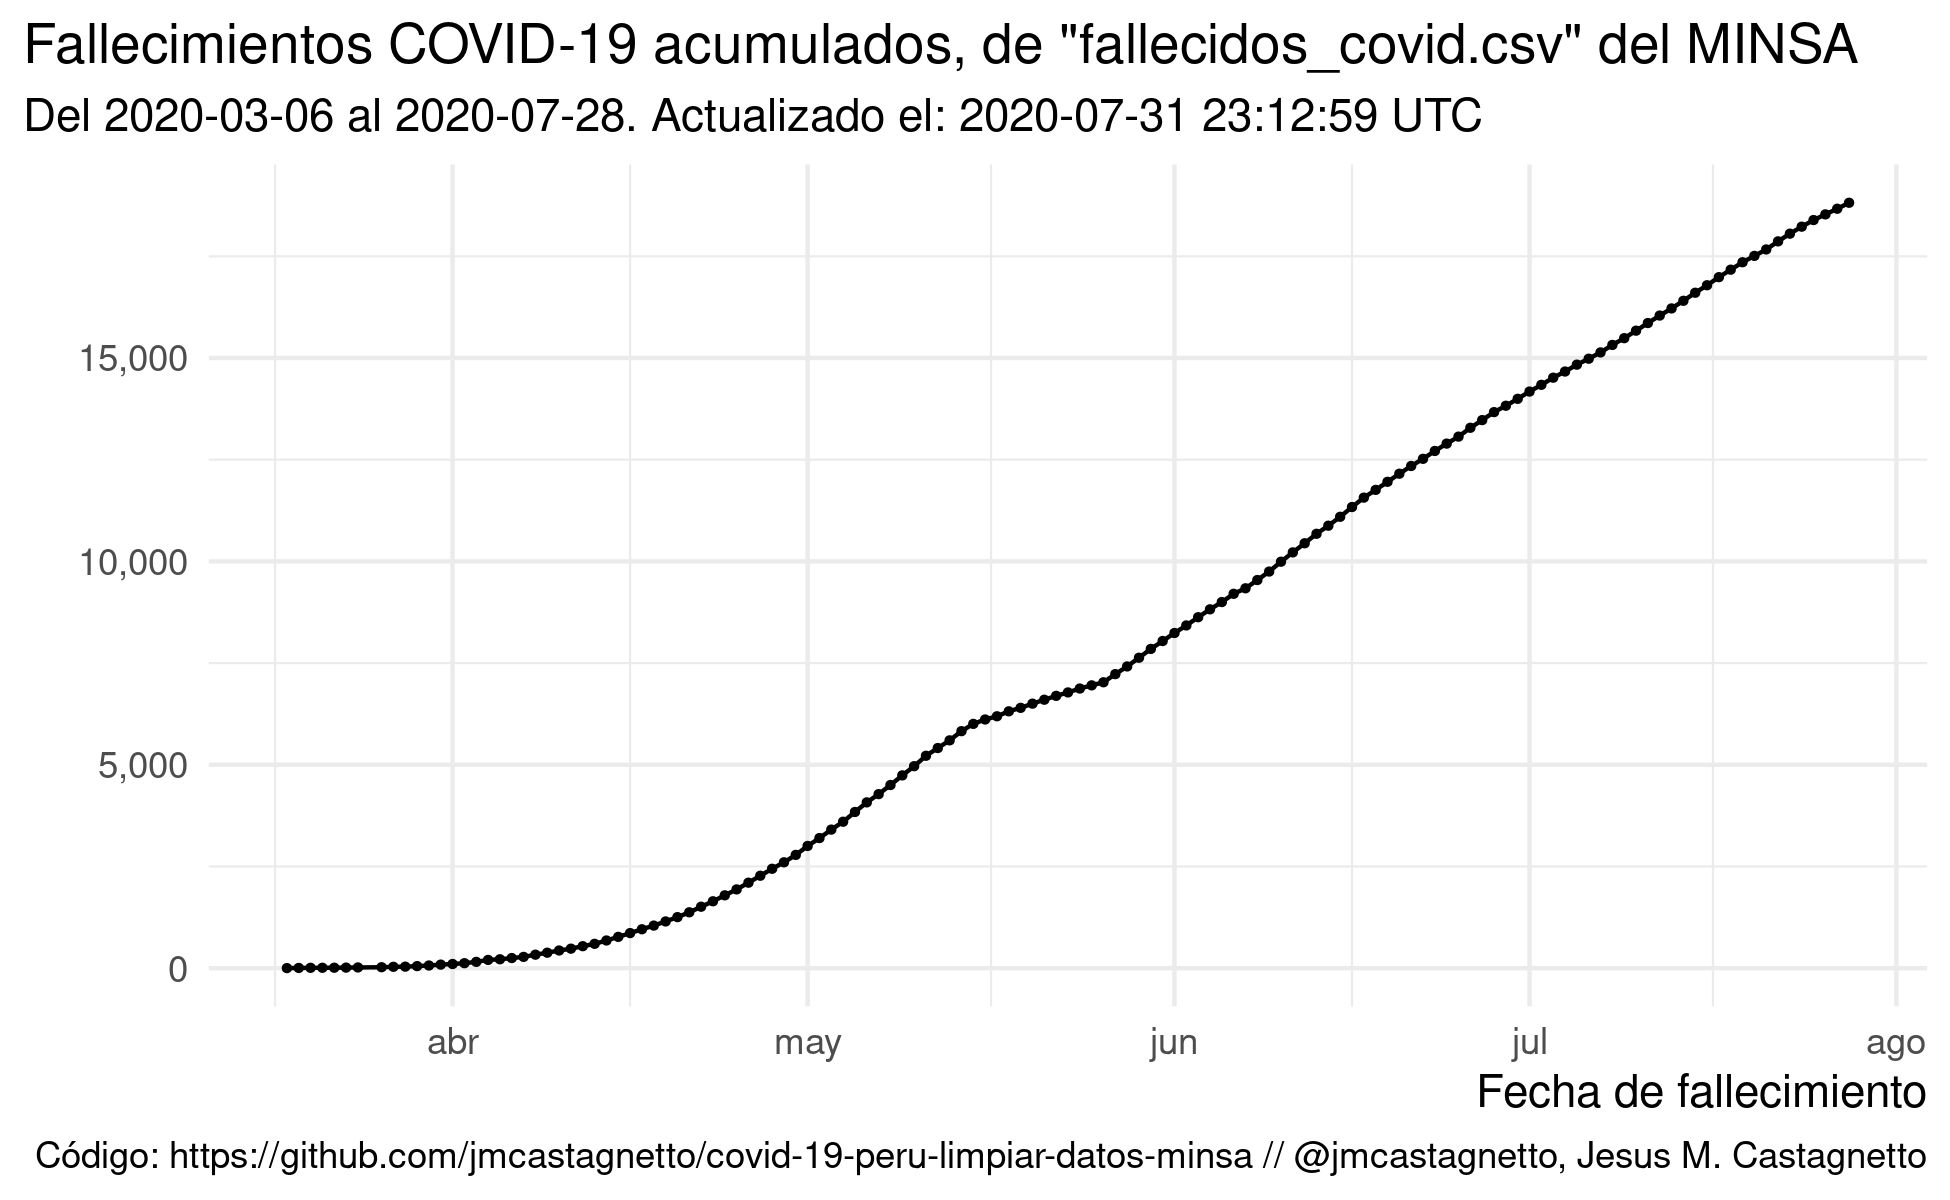 Fallecimientos COVID-19 acumulados, de "fallecidos_covid.csv" del MINSA
Del 2020-03-06 al 2020-07-28. Actualizado el: 2020-07-31 23:12:59 UTC
15,000
10,000
5,000
0
abr may jun jul ago
Fecha de fallecimiento
Código: https://github.com/jmcastagnetto/covid-19-peru-limpiar-datos-minsa // @jmcastagnetto, Jesus M. Castagnetto